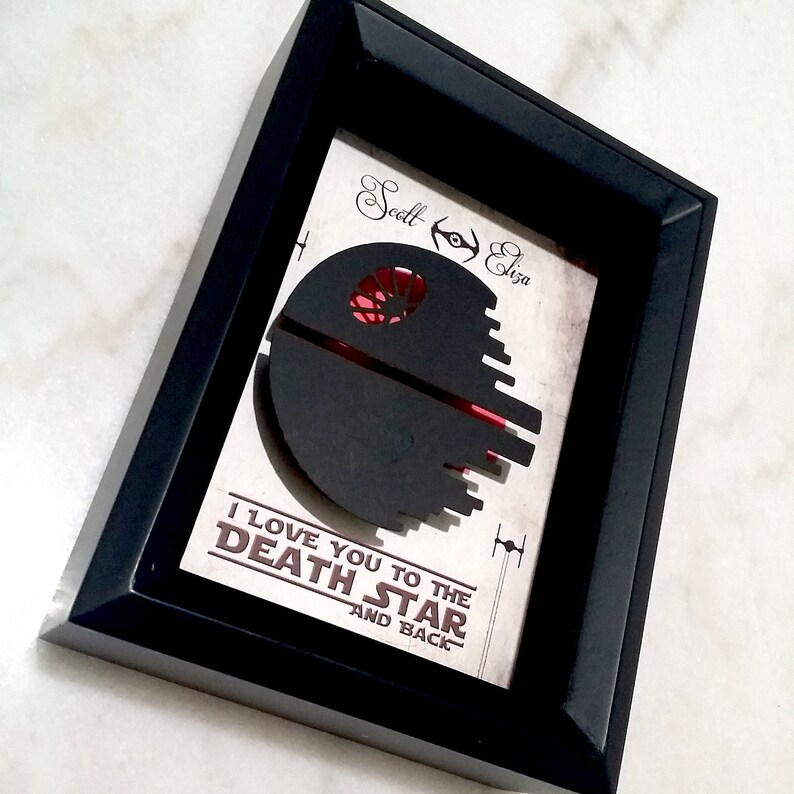 Scott Eliza
I LOVE YOU TO THE
DEATH STAR
AND BACK